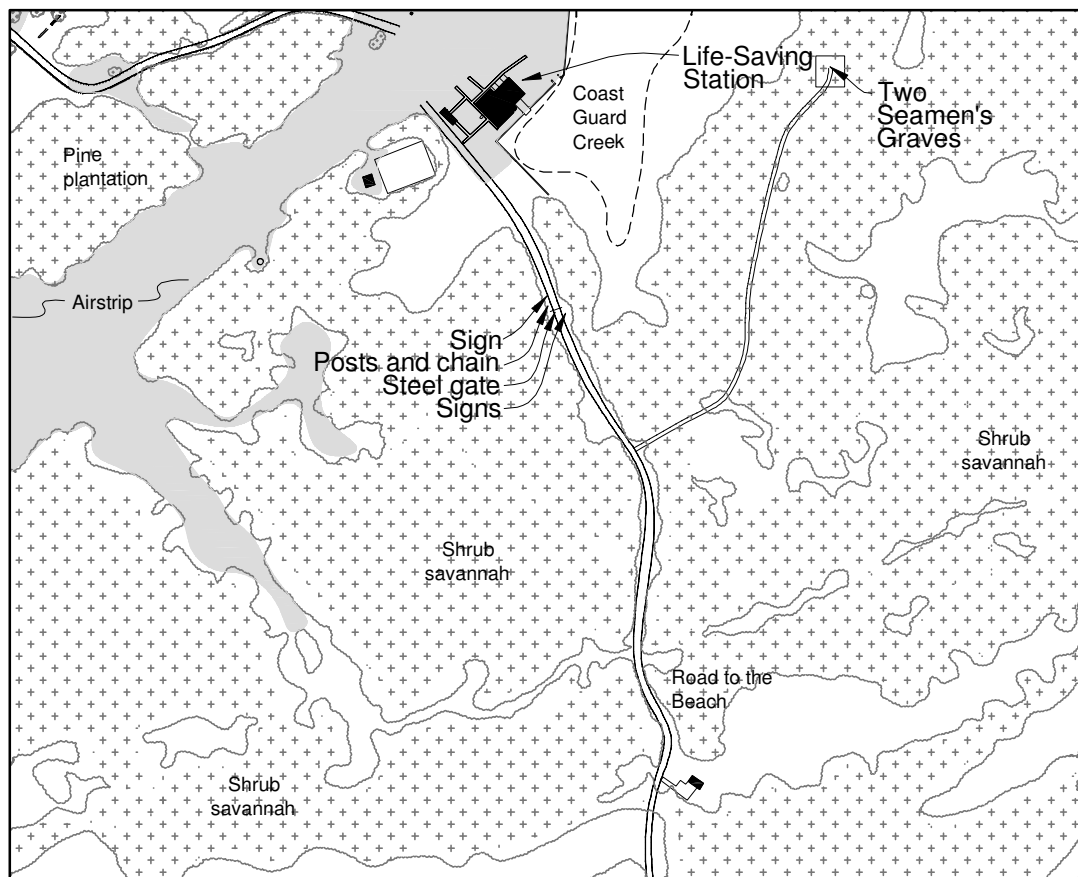 Life-Saving
Station
Two
Seamen's
Graves
Coast
Guard
Creek
Pine
plantation
Airstrip
Sign
Posts and chain
Steel gate
Signs
Shrub
savannah
Shrub
savannah
Road to the
Beach
Shrub
savannah